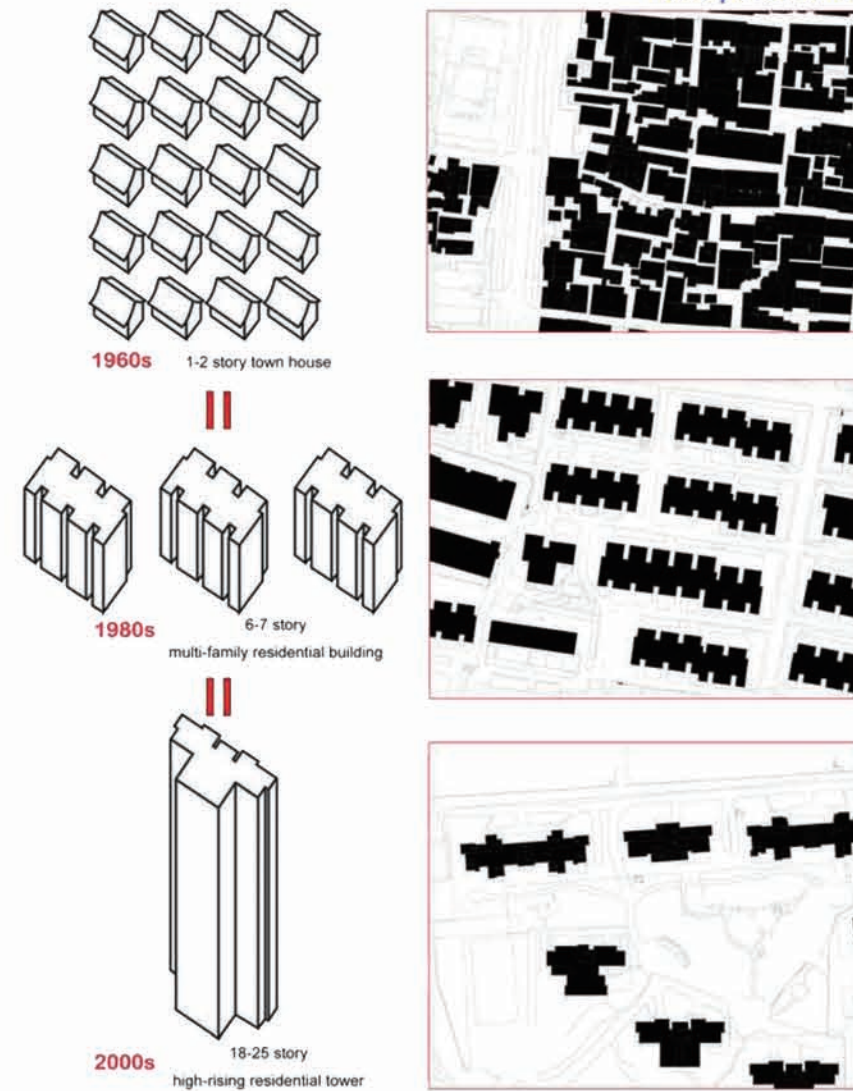 1960s 1-2 story town house
1980s 6-7 story
multi-family residential building
2000s 18-25 story
high-rising residential tower